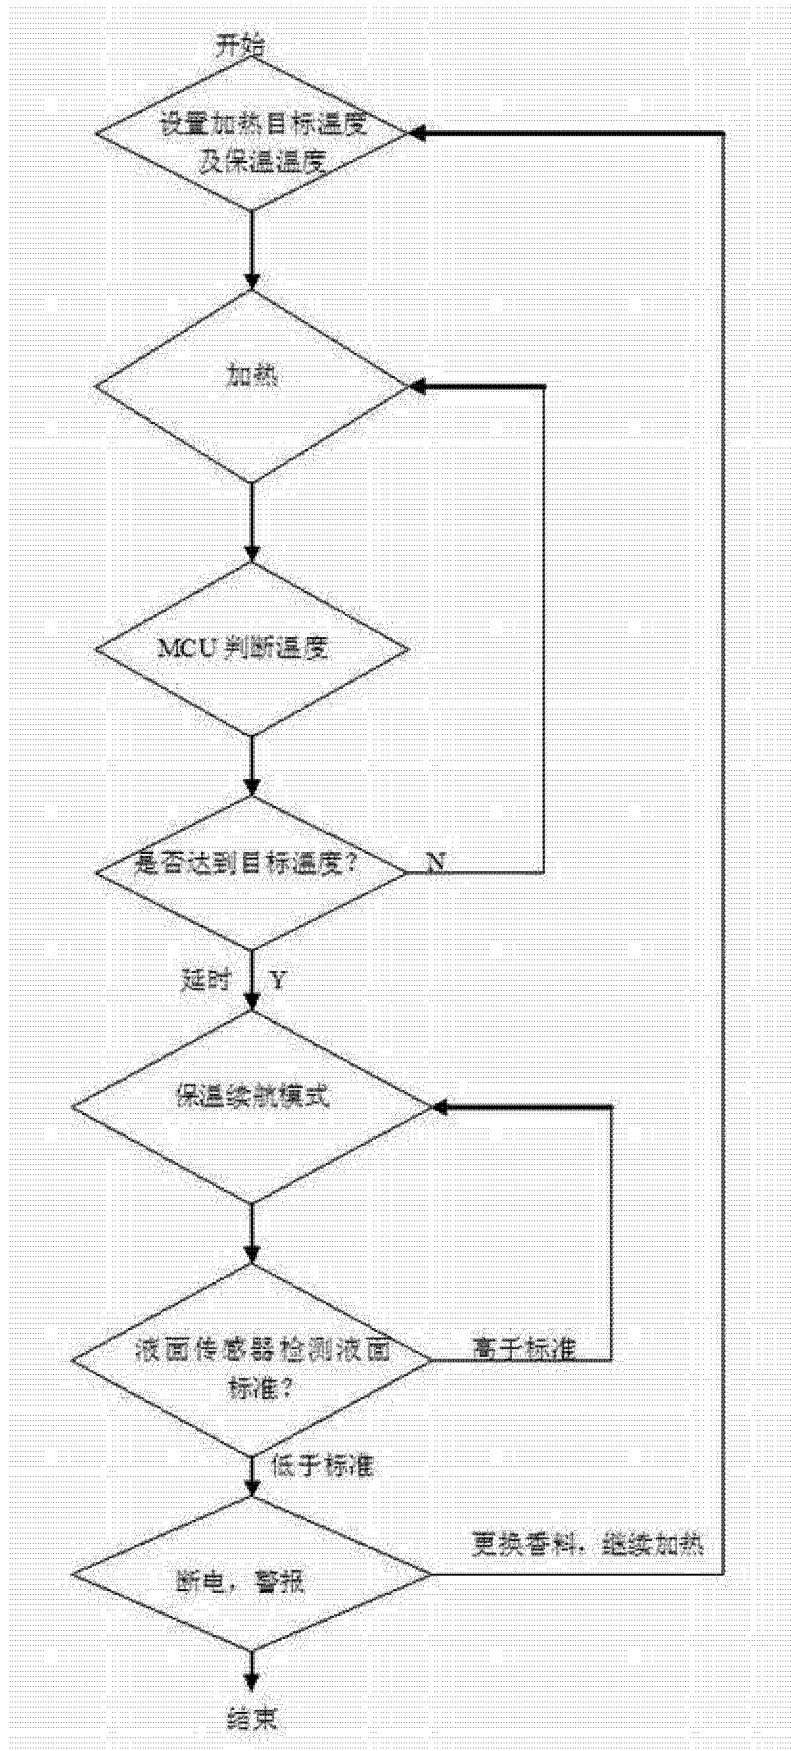 开始
设置加热目标温度
及保温温度
加热
MCU 判断温度
是否达到目标温度？
N
延时
Y
保温续航模式
液面传感器检测液面
标准？
高于标准
低于标准
更换香料，继续加热
断电，警报
结束